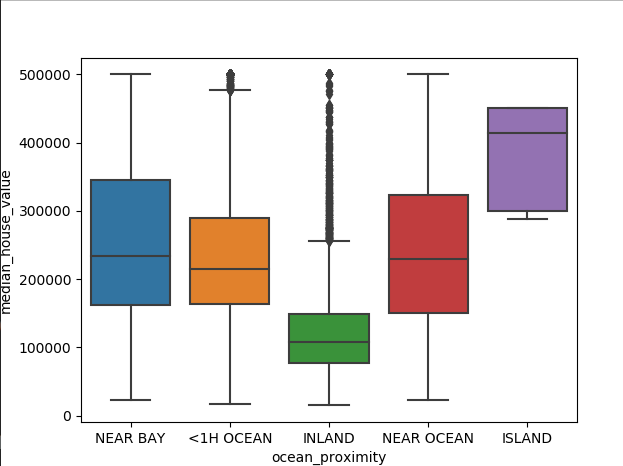 median_house_value
500000
400000
300000
200000
100000
0
NEAR BAY
<1H OCEAN
INLAND
NEAR OCEAN
ISLAND
ocean_proximity